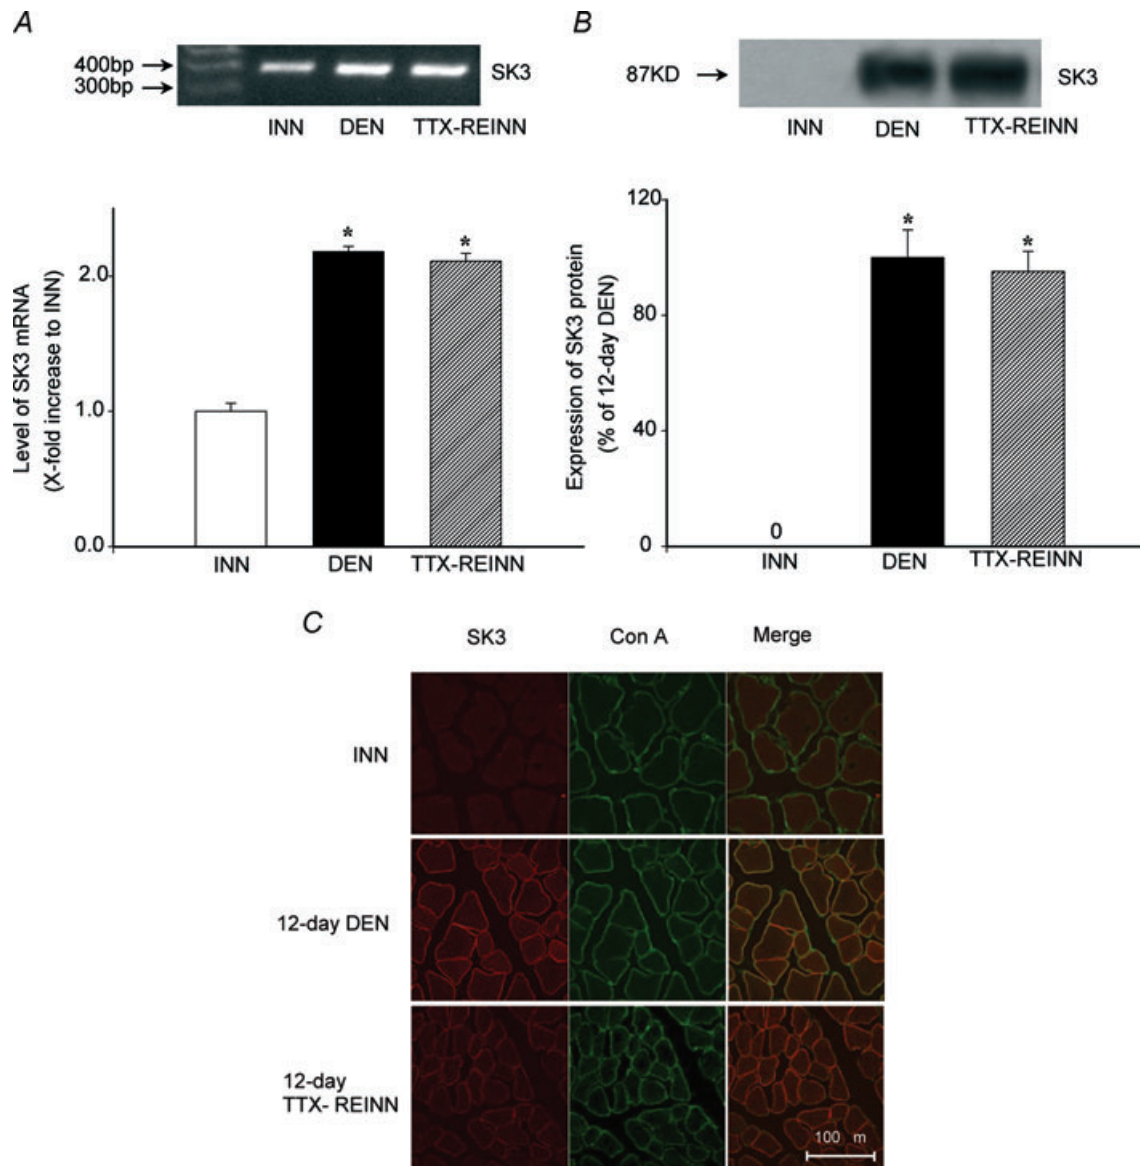 A
400bp
300bp
SK3
INN DEN TTX-REINN
Level of SK3 mRNA
(X-fold increase to INN)
2.0
1.0
0.0
*
*
INN DEN TTX-REINN
B
87KD
SK3
INN DEN TTX-REINN
Expression of SK3 protein
(% of 12-day DEN)
120
80
40
0
0
*
*
INN DEN TTX-REINN
C
SK3 Con A Merge
INN
12-day DEN
12-day
TTX- REINN
100 m